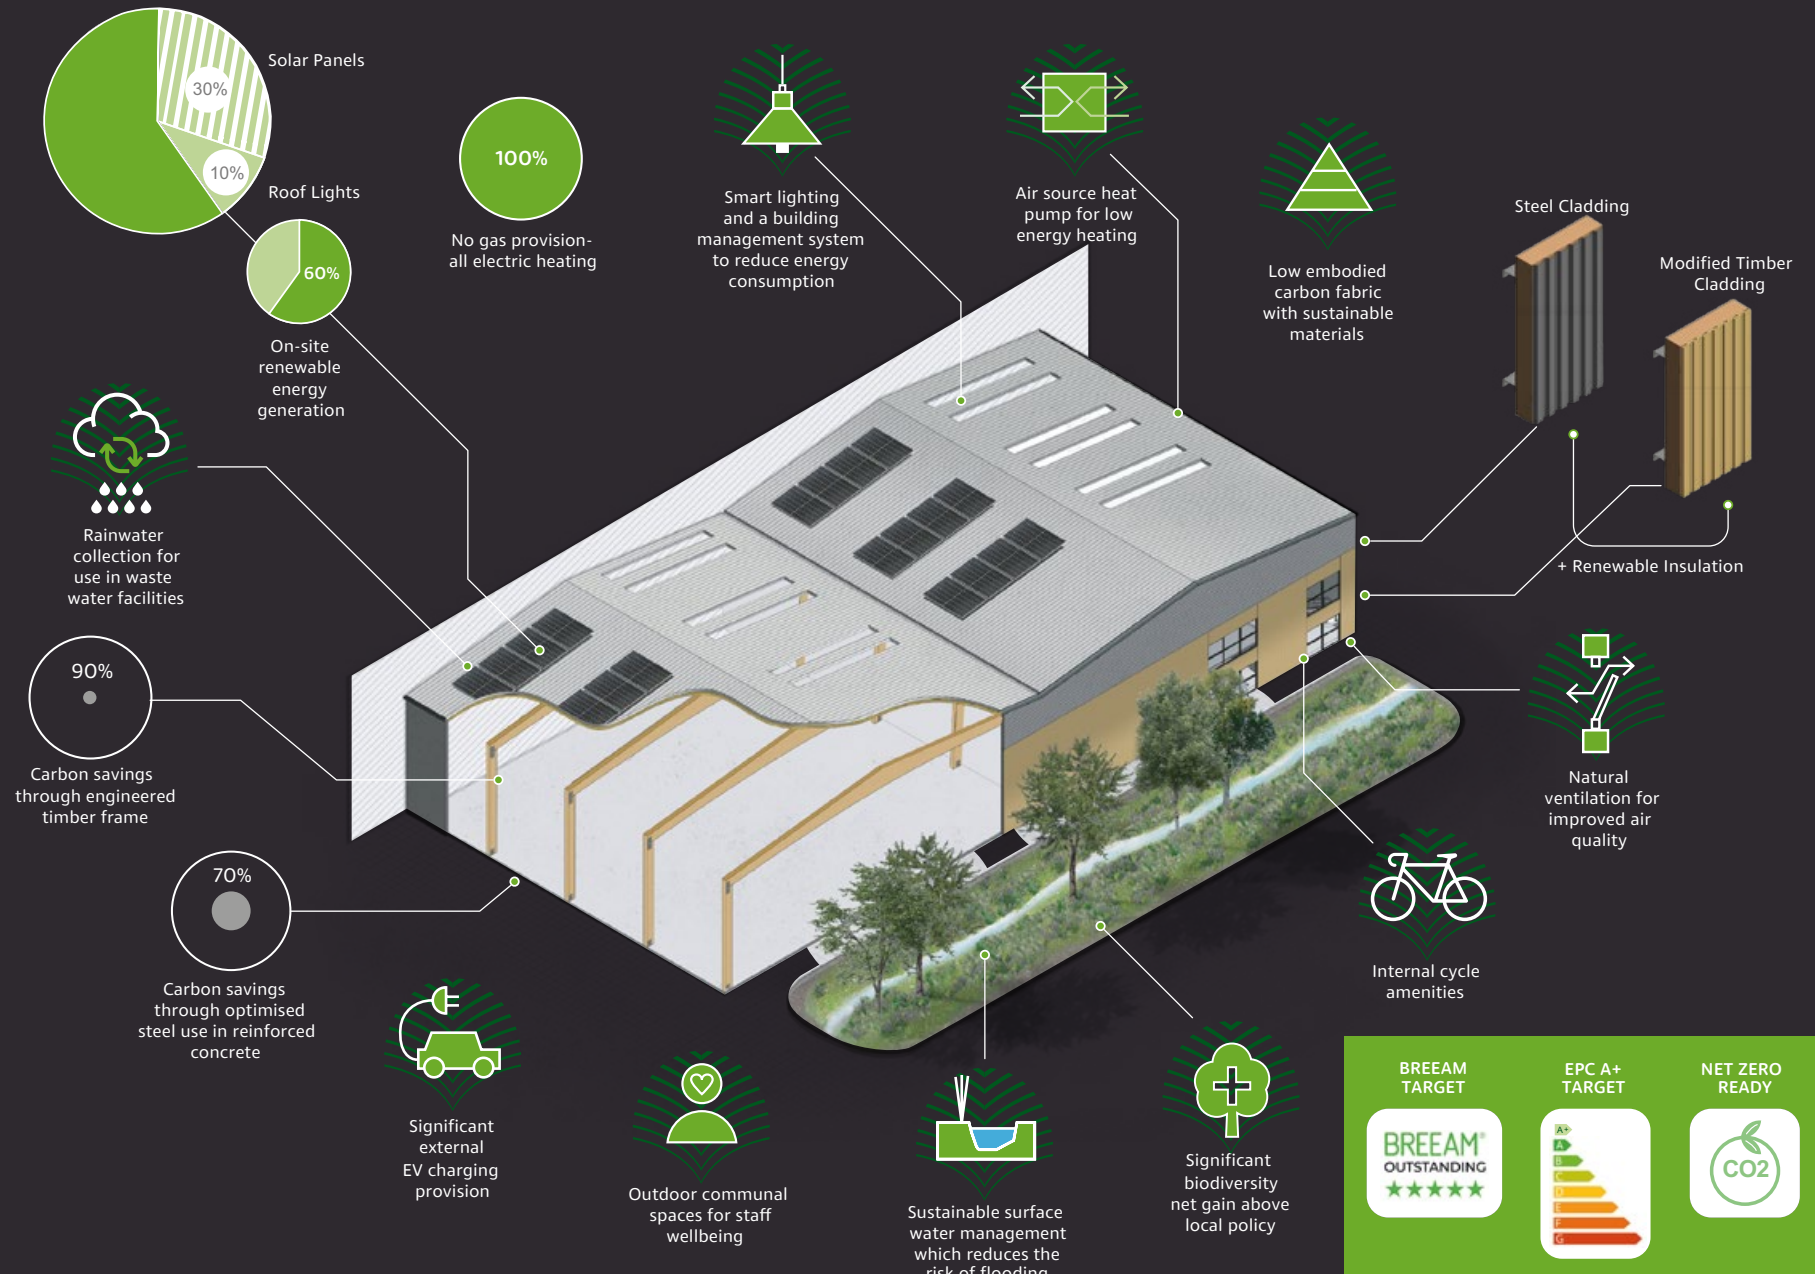 Solar Panels
30%
10%
Roof Lights
60%
On-site
renewable
energy
generation
100%
No gas provision-
all electric heating
Smart lighting
and a building
management system
to reduce energy
consumption
Air source heat
pump for low
energy heating
Low embodied
carbon fabric
with sustainable
materials
Steel Cladding
Modified Timber
Cladding
+ Renewable Insulation
Rainwater
collection for
use in waste
water facilities
90%
Carbon savings
through engineered
timber frame
70%
Carbon savings
through optimised
steel use in reinforced
concrete
Natural
ventilation for
improved air
quality
Internal cycle
amenities
Significant
external
EV charging
provision
Outdoor communal
spaces for staff
wellbeing
Sustainable surface
water management
which reduces the
risk of flooding
Significant
biodiversity
net gain above
local policy
BREEAM
TARGET
BREEAM®
OUTSTANDING
EPC A+
TARGET
A+
A
B
C
D
E
F
G
NET ZERO
READY
CO2